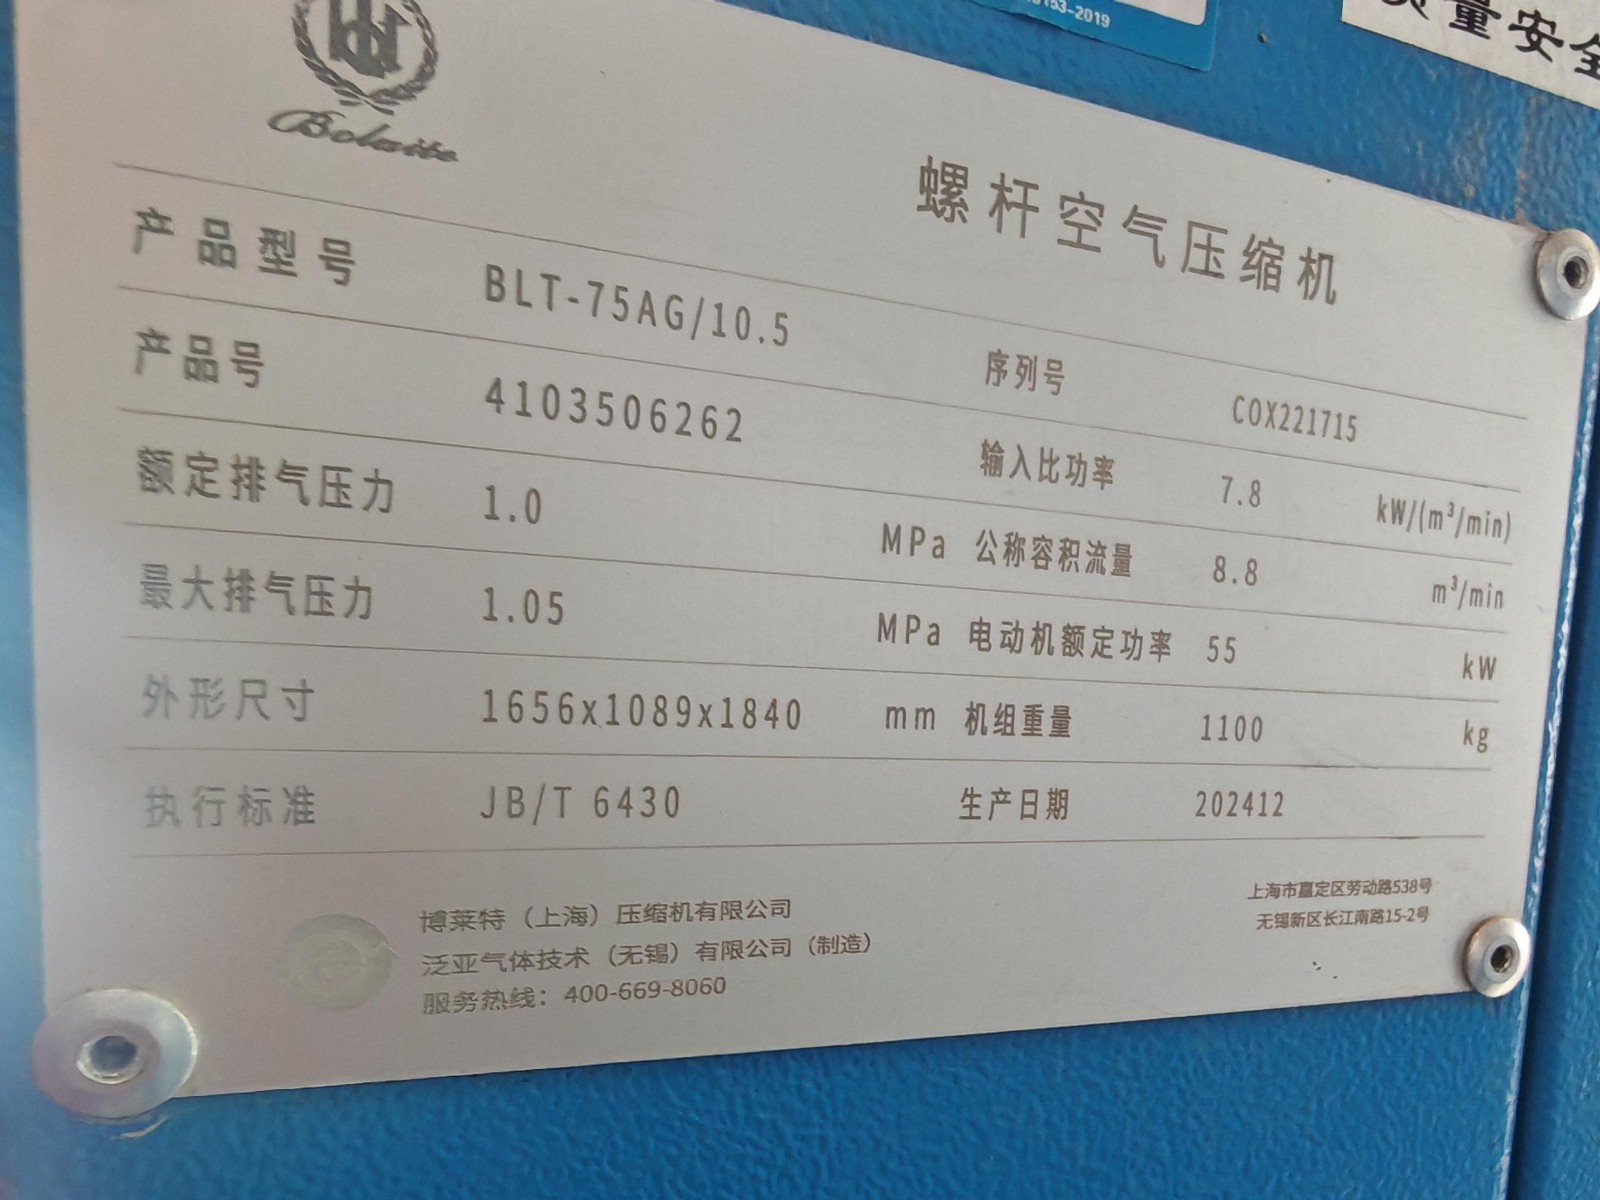 153-2019
量安全
Bolaite
螺杆空气压缩机
产品型号 BLT-75AG/10.5 序列号 COX221715
产品号 4103506262 输入比功率 7.8 kW/(m³/min)
额定排气压力 1.0 MPa 公称容积流量 8.8 m³/min
最大排气压力 1.05 MPa 电动机额定功率 55 kW
外形尺寸 1656x1089x1840 mm 机组重量 1100 kg
执行标准 JB/T 6430 生产日期 202412
博莱特（上海）压缩机有限公司
泛亚气体技术（无锡）有限公司（制造）
服务热线：400-669-8060
上海市嘉定区劳动路538号
无锡新区长江南路15-2号